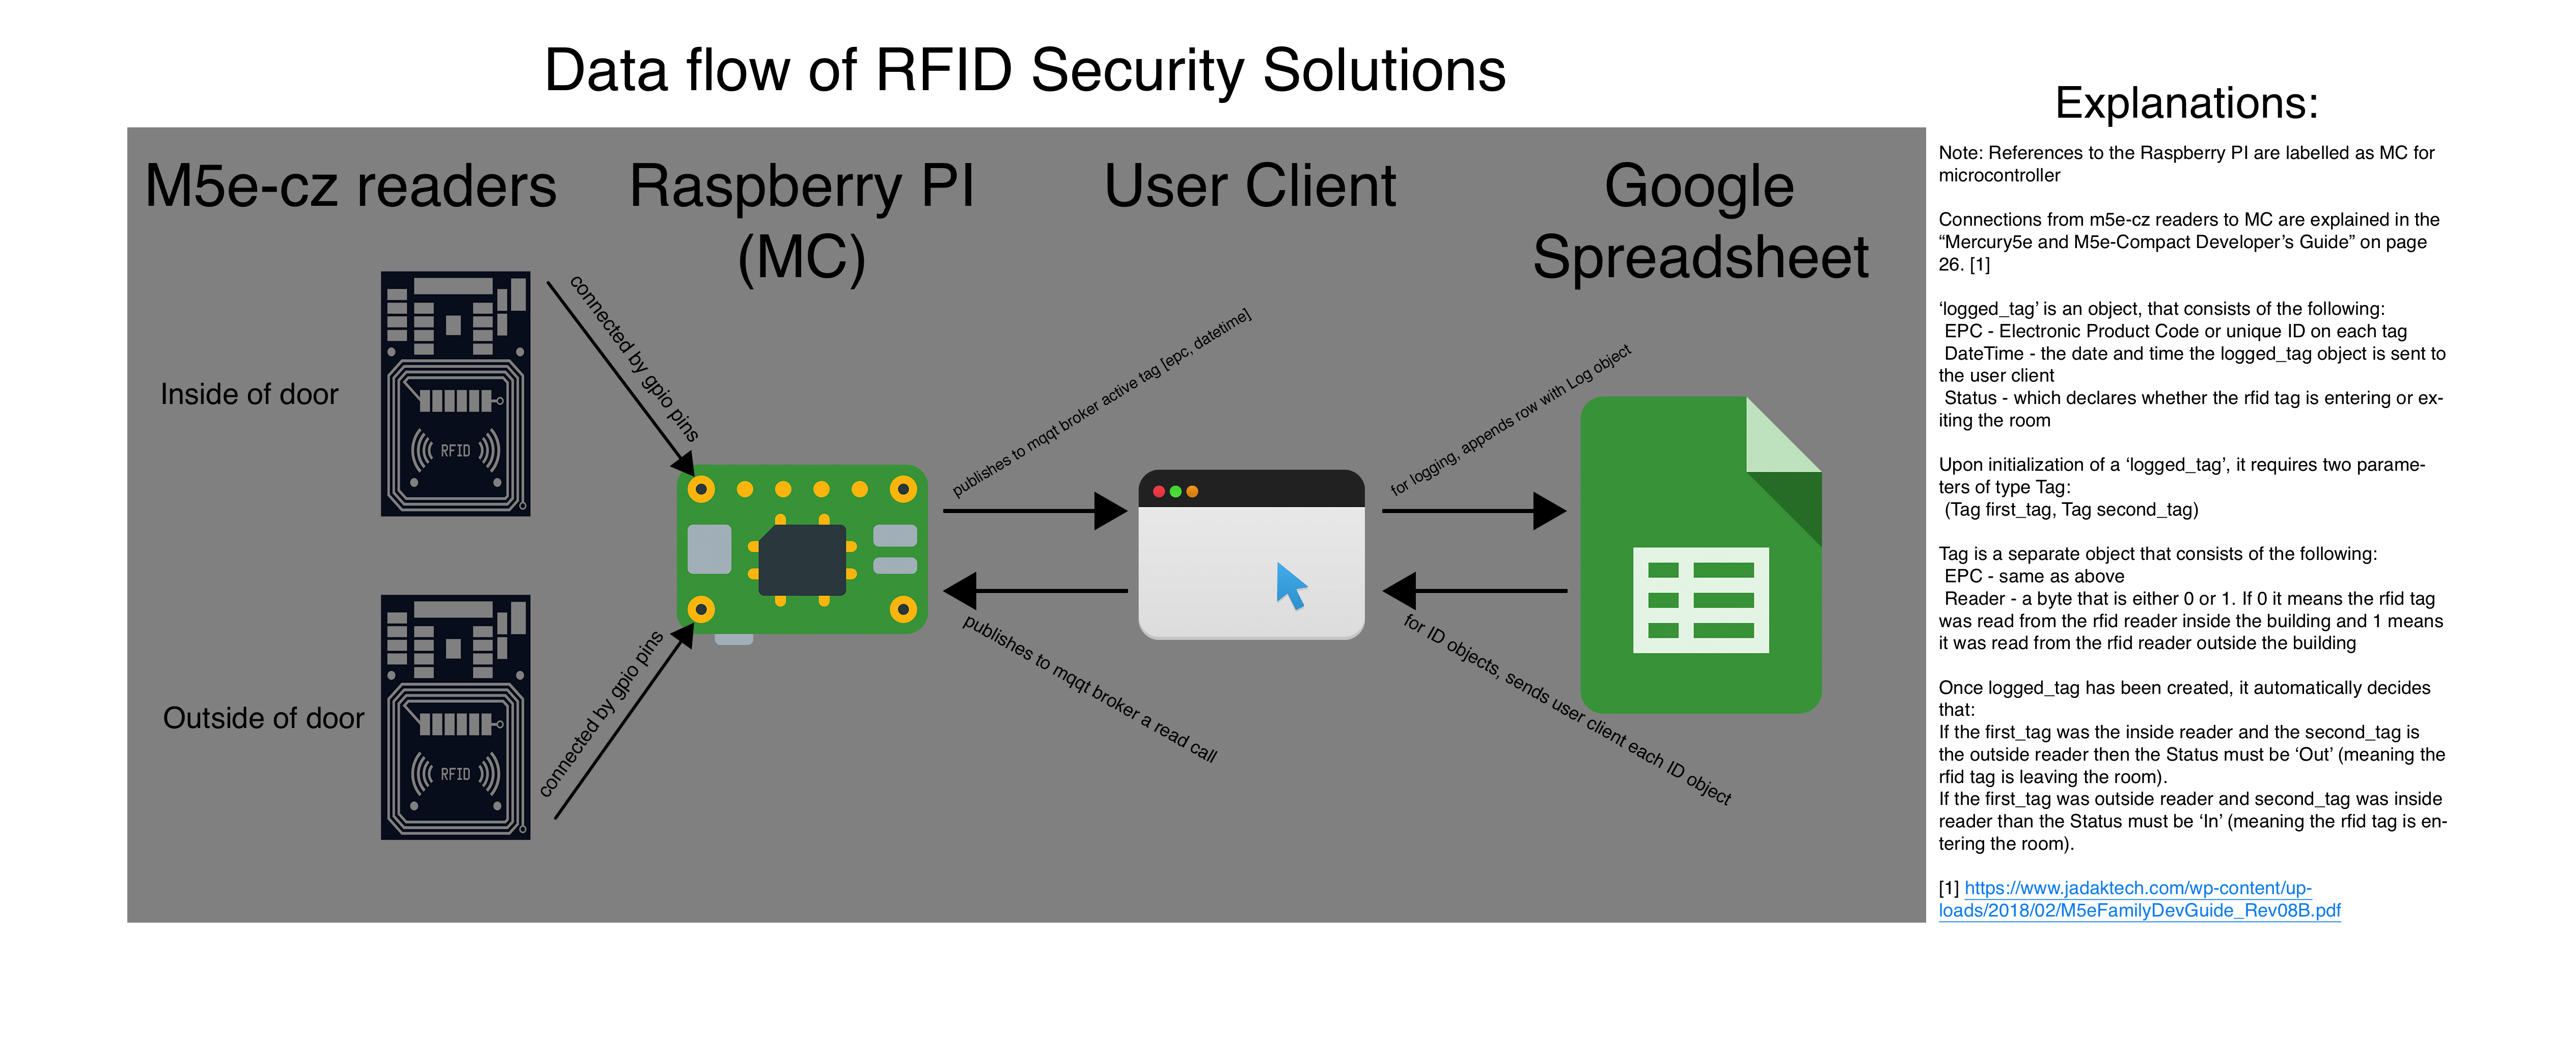 Data flow of RFID Security Solutions
M5e-cz readers
Raspberry PI
(MC)
User Client
Google
Spreadsheet
Inside of door
RFID
connected by gpio pins
Outside of door
RFID
connected by gpio pins
publishes to mqqt broker active tag [epc, datetime]
publishes to mqqt broker a read call
for logging, appends row with Log object
for ID objects, sends user client each ID object
Explanations:
Note: References to the Raspberry PI are labelled as MC for
microcontroller
Connections from m5e-cz readers to MC are explained in the
“Mercury5e and M5e-Compact Developer’s Guide” on page
26. [1]
‘logged_tag’ is an object, that consists of the following:
EPC - Electronic Product Code or unique ID on each tag
DateTime - the date and time the logged_tag object is sent to
the user client
Status - which declares whether the rfid tag is entering or ex-
iting the room
Upon initialization of a ‘logged_tag’, it requires two parame-
ters of type Tag:
(Tag first_tag, Tag second_tag)
Tag is a separate object that consists of the following:
EPC - same as above
Reader - a byte that is either 0 or 1. If 0 it means the rfid tag
was read from the rfid reader inside the building and 1 means
it was read from the rfid reader outside the building
Once logged_tag has been created, it automatically decides
that:
If the first_tag was the inside reader and the second_tag is
the outside reader then the Status must be ‘Out’ (meaning the
rfid tag is leaving the room).
If the first_tag was outside reader and second_tag was inside
reader than the Status must be ‘In’ (meaning the rfid tag is en-
tering the room).
[1] https://www.jadaktech.com/wp-content/up-
loads/2018/02/M5eFamilyDevGuide_Rev08B.pdf